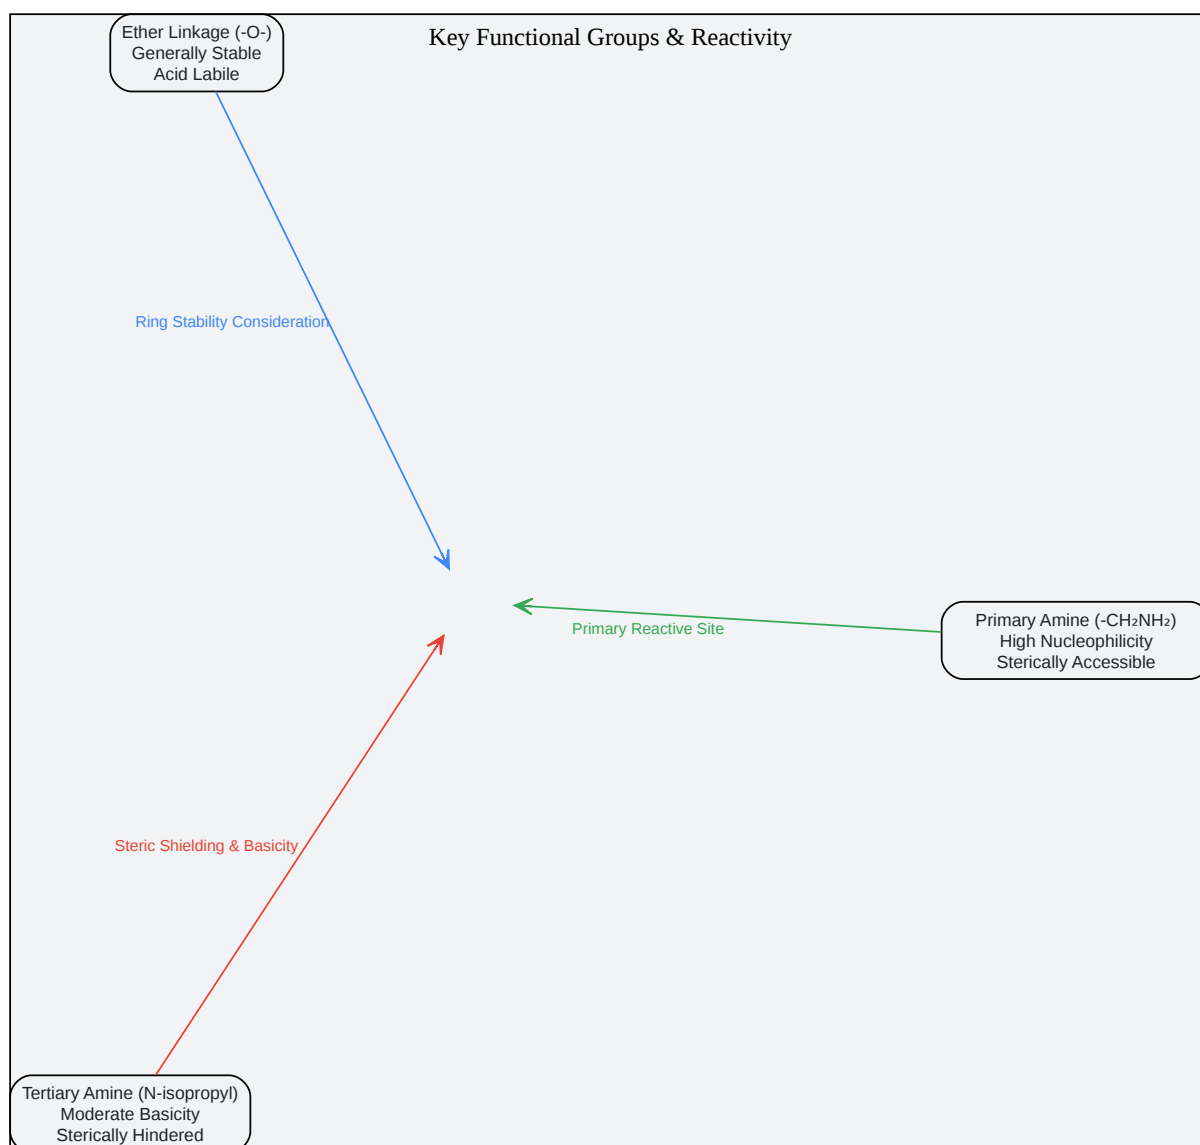 Key Functional Groups & Reactivity
Ether Linkage (-O-)
Generally Stable
Acid Labile
Ring Stability Consideration
Primary Reactive Site
Primary Amine (-CH₂NH₂)
High Nucleophilicity
Sterically Accessible
Steric Shielding & Basicity
Tertiary Amine (N-isopropyl)
Moderate Basicity
Sterically Hindered